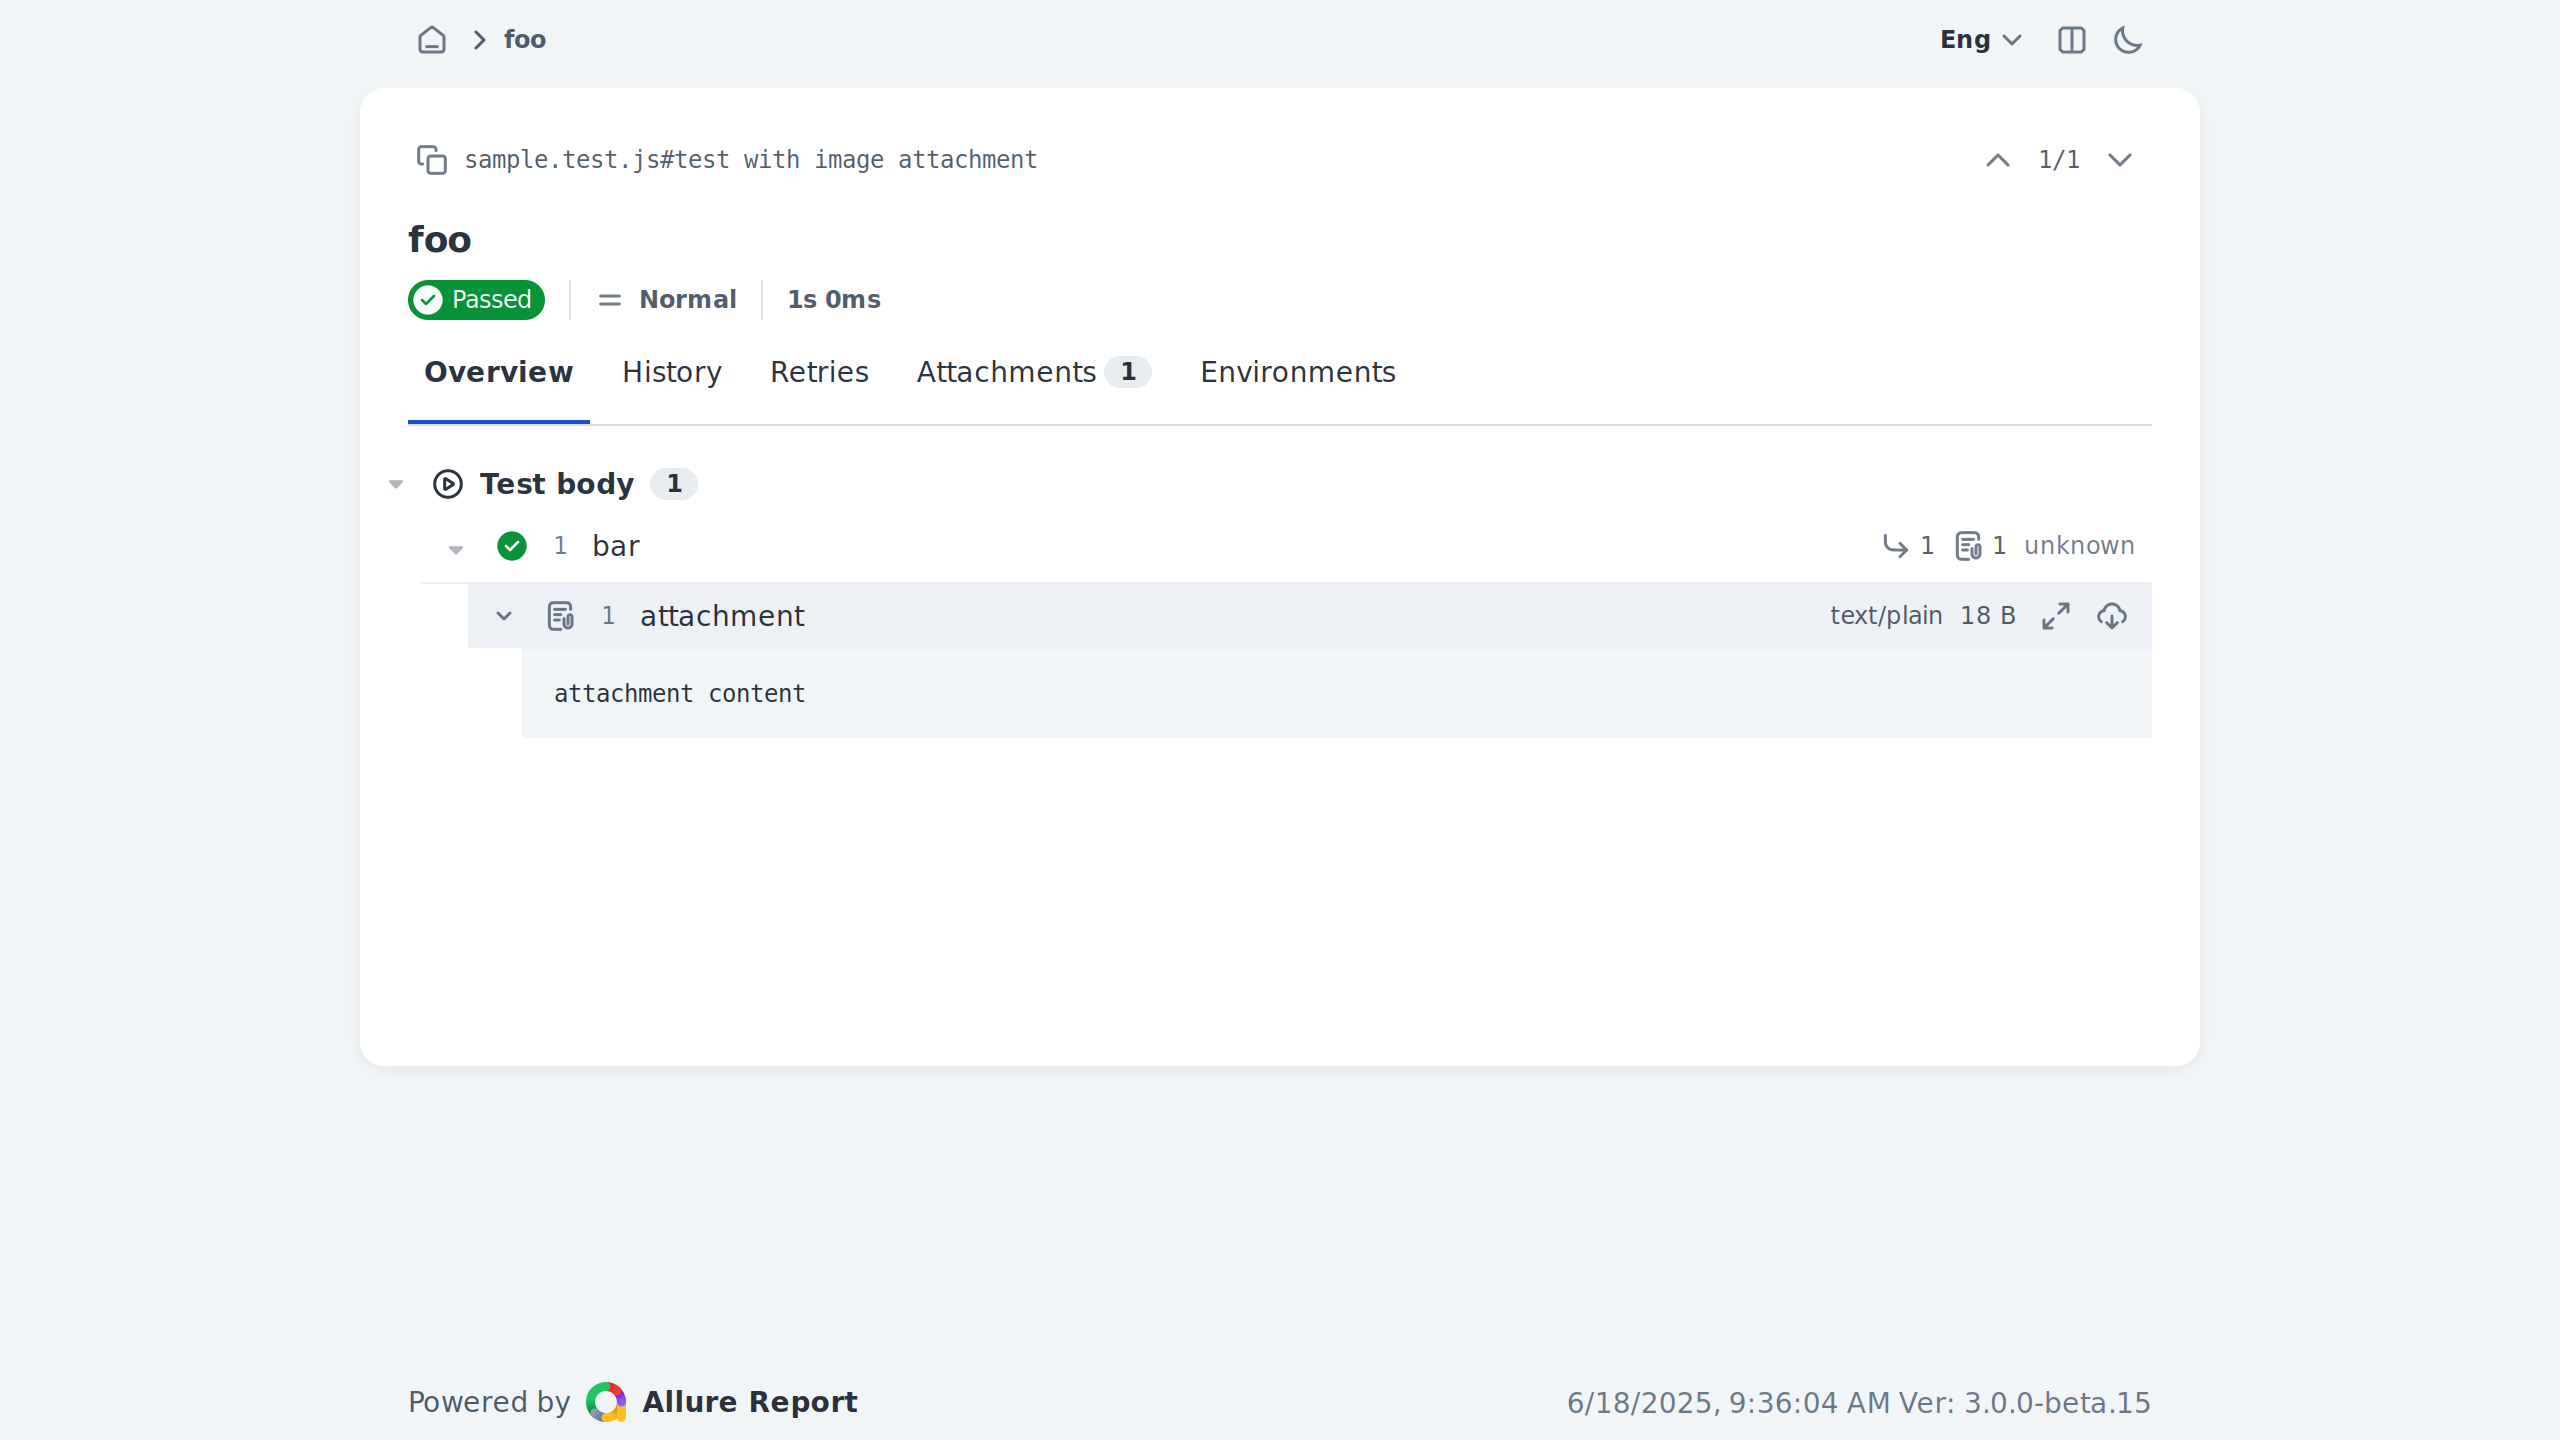 foo
Eng
sample.test.js#test with image attachment
1/1
foo
Passed
Normal
1s 0ms
Overview
History
Retries
Attachments 1
Environments
Test body 1
1 bar
1 1 unknown
1 attachment
text/plain 18 B
attachment content
Powered by Allure Report
6/18/2025, 9:36:04 AM Ver: 3.0.0-beta.15